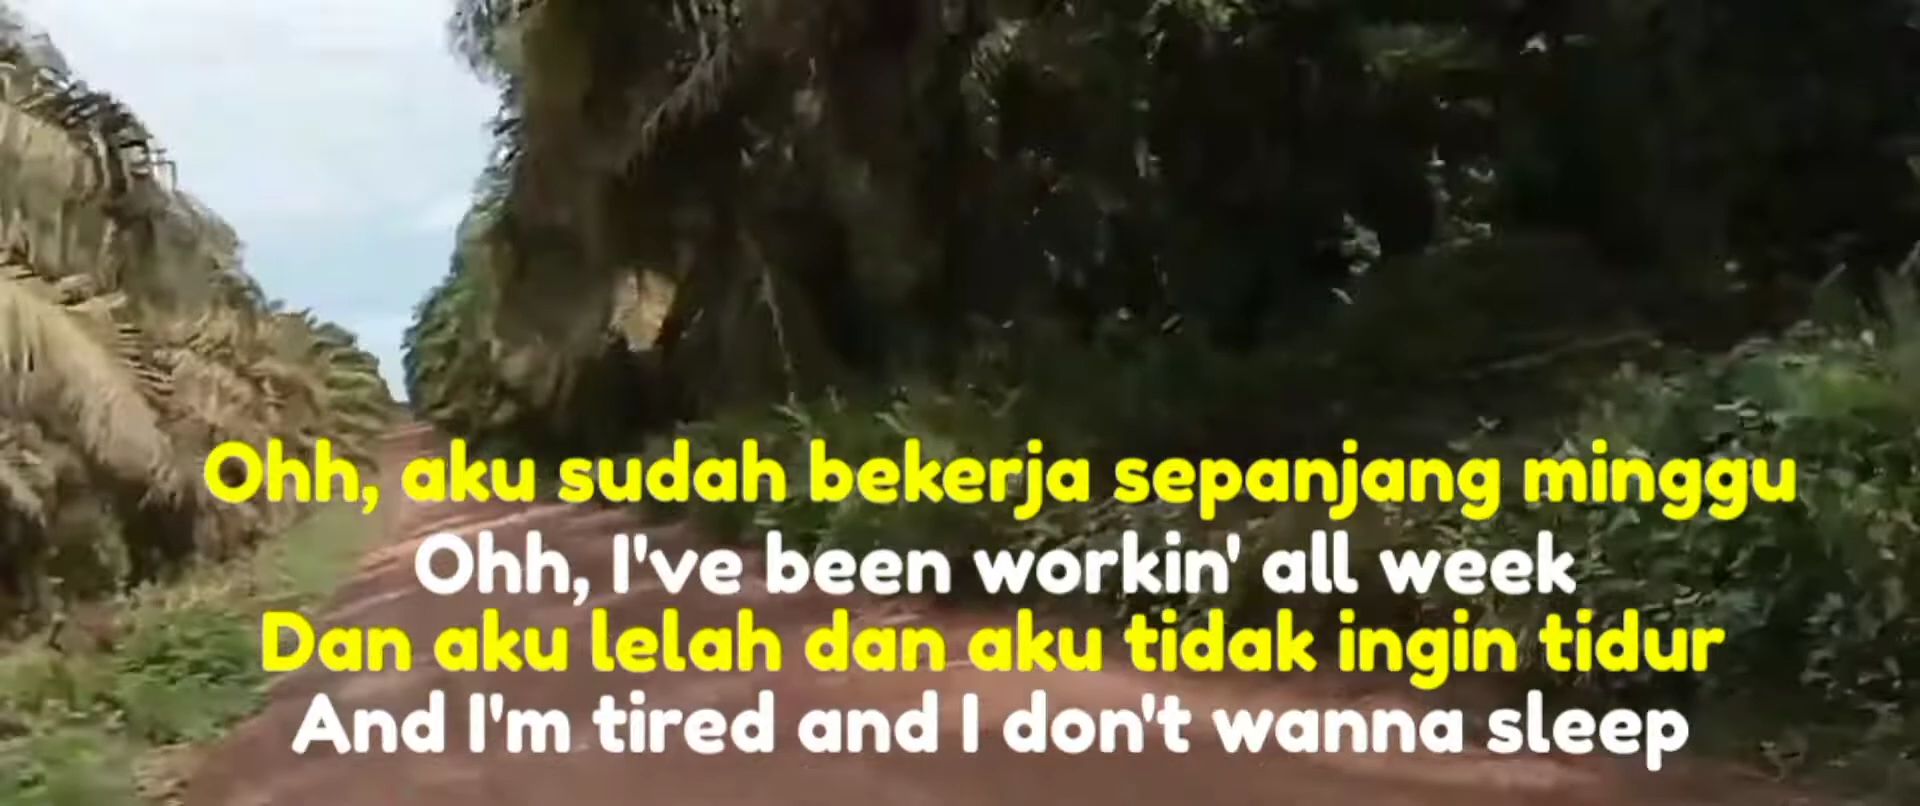 Ohh, aku sudah bekerja sepanjang minggu
Ohh, I've been workin' all week
Dan aku lelah dan aku tidak ingin tidur
And I'm tired and I don't wanna sleep